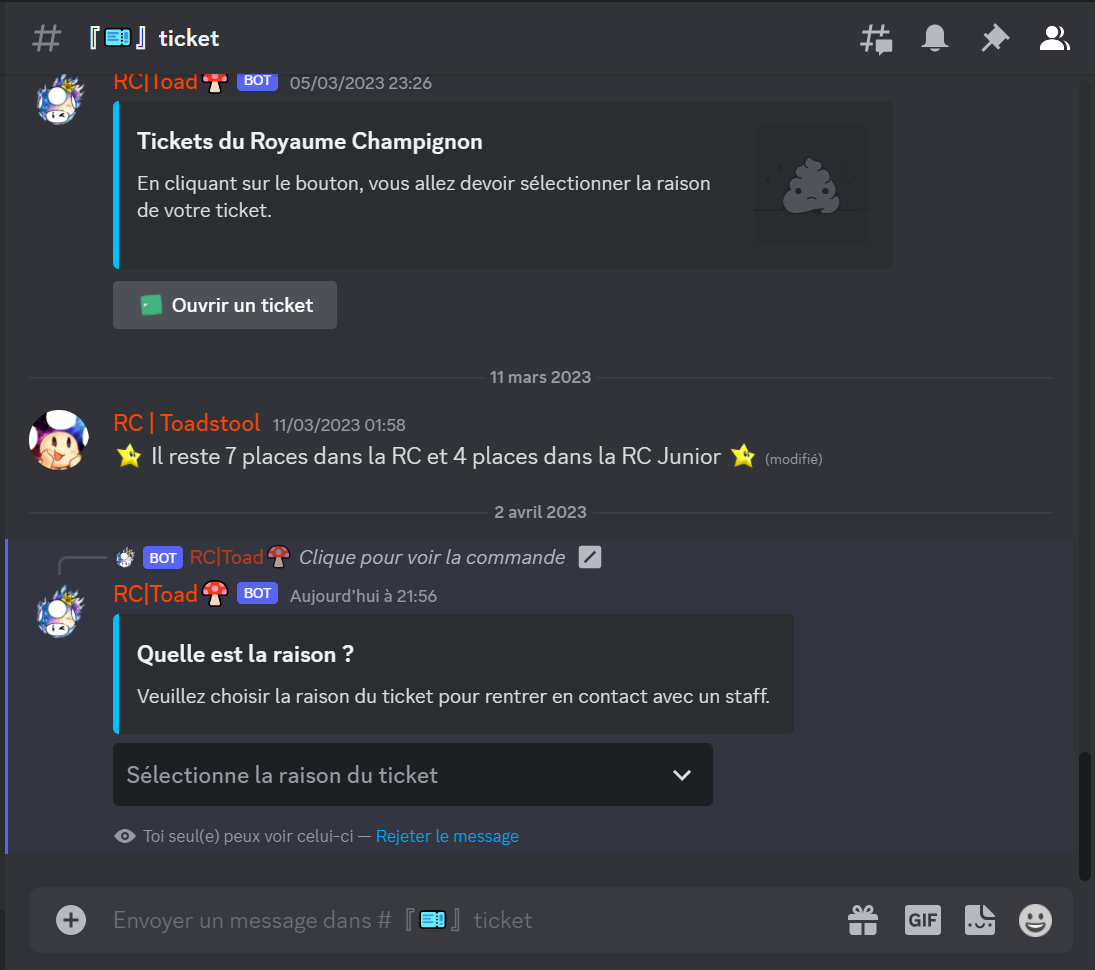 『🎟』 ticket
RC|Toad🍄 BOT 05/03/2023 23:26
Tickets du Royaume Champignon
En cliquant sur le bouton, vous allez devoir sélectionner la raison
de votre ticket.
Ouvrir un ticket
11 mars 2023
RC | Toadstool 11/03/2023 01:58
Il reste 7 places dans la RC et 4 places dans la RC Junior (modifié)
2 avril 2023
BOT RC|Toad🍄 Clique pour voir la commande
RC|Toad🍄 BOT Aujourd’hui à 21:56
Quelle est la raison ?
Veuillez choisir la raison du ticket pour rentrer en contact avec un staff.
Sélectionne la raison du ticket
Toi seul(e) peux voir celui-ci — Rejeter le message
Envoyer un message dans # 『🎟』 ticket
GIF